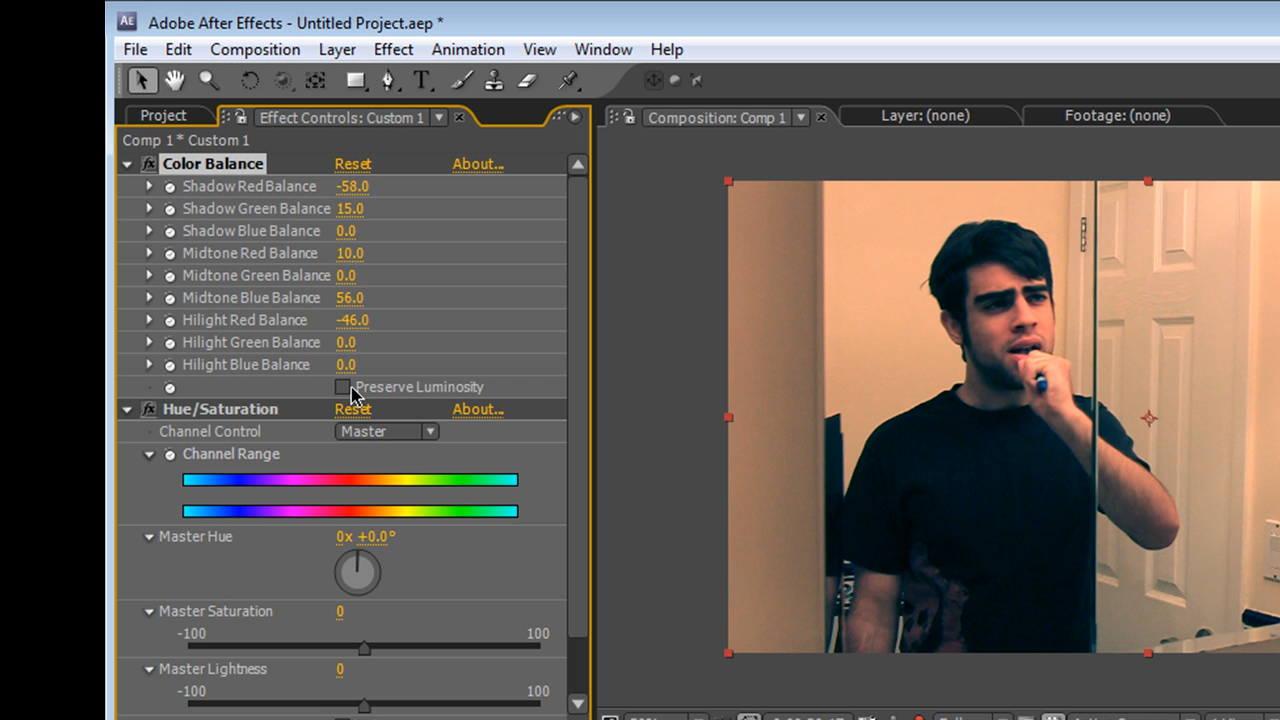 AE Adobe After Effects - Untitled Project.aep *
File Edit Composition Layer Effect Animation View Window Help
T
Project Effect Controls: Custom 1 Composition: Comp 1 Layer: (none) Footage: (none)
Comp 1 * Custom 1
fx Color Balance Reset About...
Shadow Red Balance -58.0
Shadow Green Balance 15.0
Shadow Blue Balance 0.0
Midtone Red Balance 10.0
Midtone Green Balance 0.0
Midtone Blue Balance 56.0
Hilight Red Balance -46.0
Hilight Green Balance 0.0
Hilight Blue Balance 0.0
Preserve Luminosity
fx Hue/Saturation Reset About...
Channel Control Master
Channel Range
Master Hue 0x +0.0°
Master Saturation 0
-100 100
Master Lightness 0
-100 100